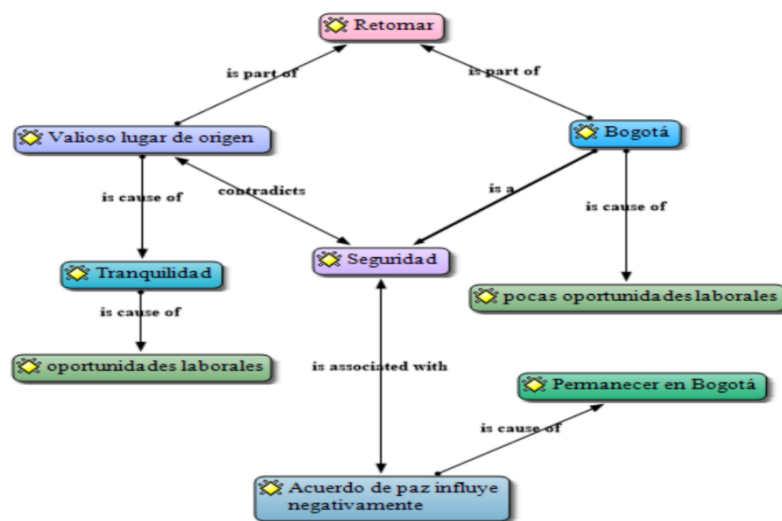 Retomar
is part of
is part of
Valioso lugar de origen
Bogotá
is cause of
contradicts
is a
is cause of
Tranquilidad
Seguridad
pocas oportunidades laborales
is cause of
oportunidades laborales
is associated with
Permanecer en Bogotá
is cause of
Acuerdo de paz influye
negativamente